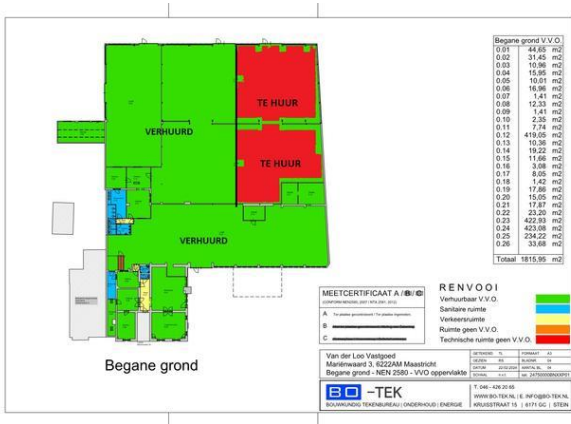 TE HUUR
VERHUURD
TE HUUR
VERHUURD
Begane grond
Begane grond V.V.O.
0.01 44,65 m2
0.02 31,45 m2
0.03 10,96 m2
0.04 15,95 m2
0.05 10,01 m2
0.06 16,96 m2
0.07 1,41 m2
0.08 12,33 m2
0.09 1,41 m2
0.10 2,35 m2
0.11 7,74 m2
0.12 419,05 m2
0.13 10,36 m2
0.14 19,22 m2
0.15 11,66 m2
0.16 3,08 m2
0.17 8,05 m2
0.18 1,42 m2
0.19 17,86 m2
0.20 15,05 m2
0.21 17,87 m2
0.22 23,20 m2
0.23 422,93 m2
0.24 423,08 m2
0.25 234,22 m2
0.26 33,68 m2
Totaal 1815,95 m2
MEETCERTIFICAAT A / B / C
A
B
C
RENVOOI
Verhuurbaar V.V.O.
Sanitaire ruimte
Verkeersruimte
Ruimte geen V.V.O.
Technische ruimte geen V.V.O.
Van der Loo Vastgoed
Mariënwaard 3, 6222AM Maastricht
Begane grond - NEN 2580 - VVO oppervlakte
BO-TEK
BOUWKUNDIG TEKENBUREAU | ONDERHOUD | ENERGIE
T. 046 - 426 20 65
WWW.BO-TEK.NL | E. INFO@BO-TEK.NL
KRUISSTRAAT 15 | 6171 GC | STEIN